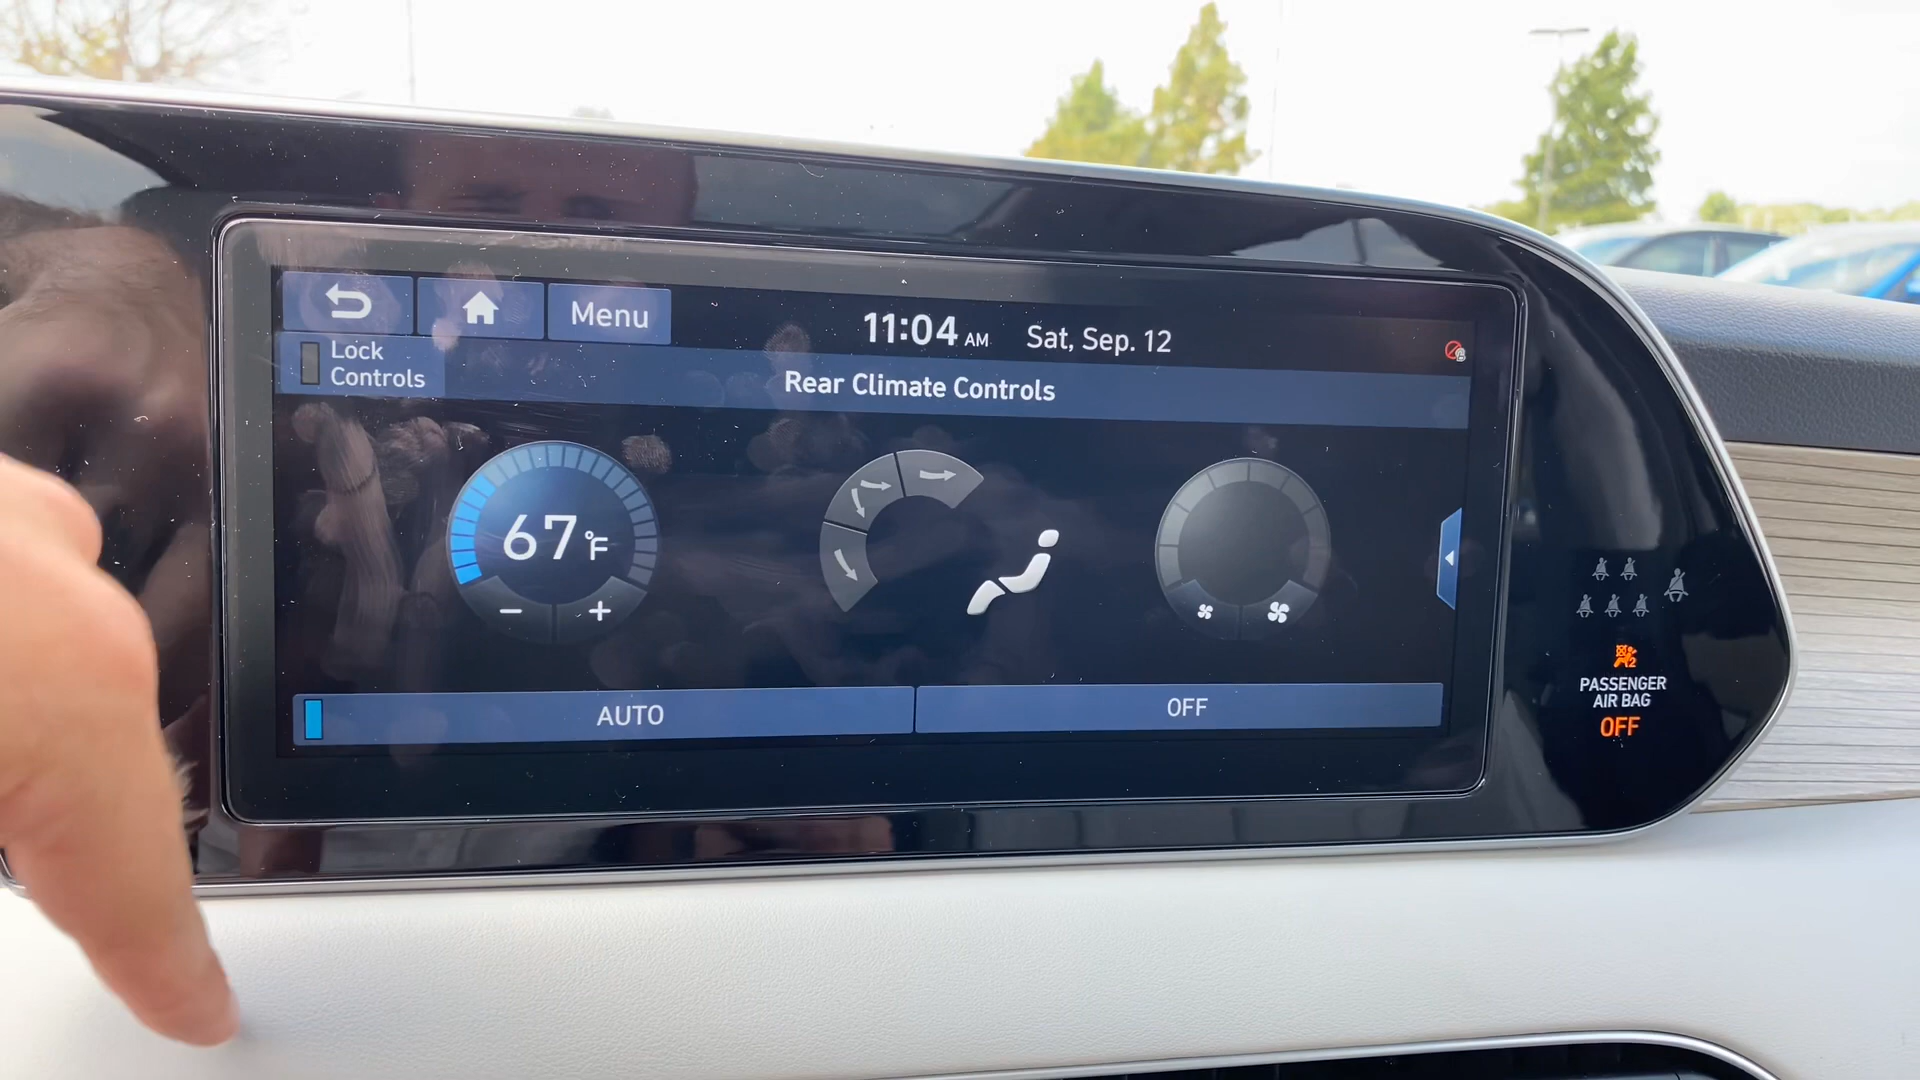 Menu
11:04 AM
Sat, Sep. 12
Lock
Controls
Rear Climate Controls
67°F
AUTO
OFF
2
PASSENGER
AIR BAG
OFF